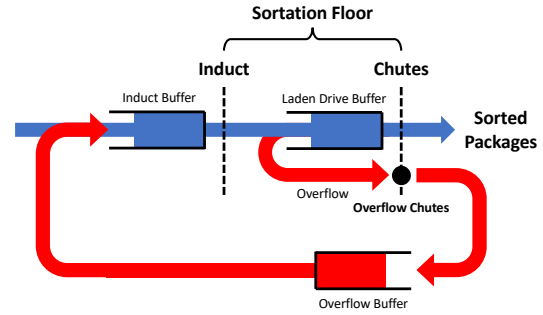 Sortation Floor
Induct
Chutes
Induct Buffer
Laden Drive Buffer
Sorted
Packages
Overflow
Overflow Chutes
Overflow Buffer